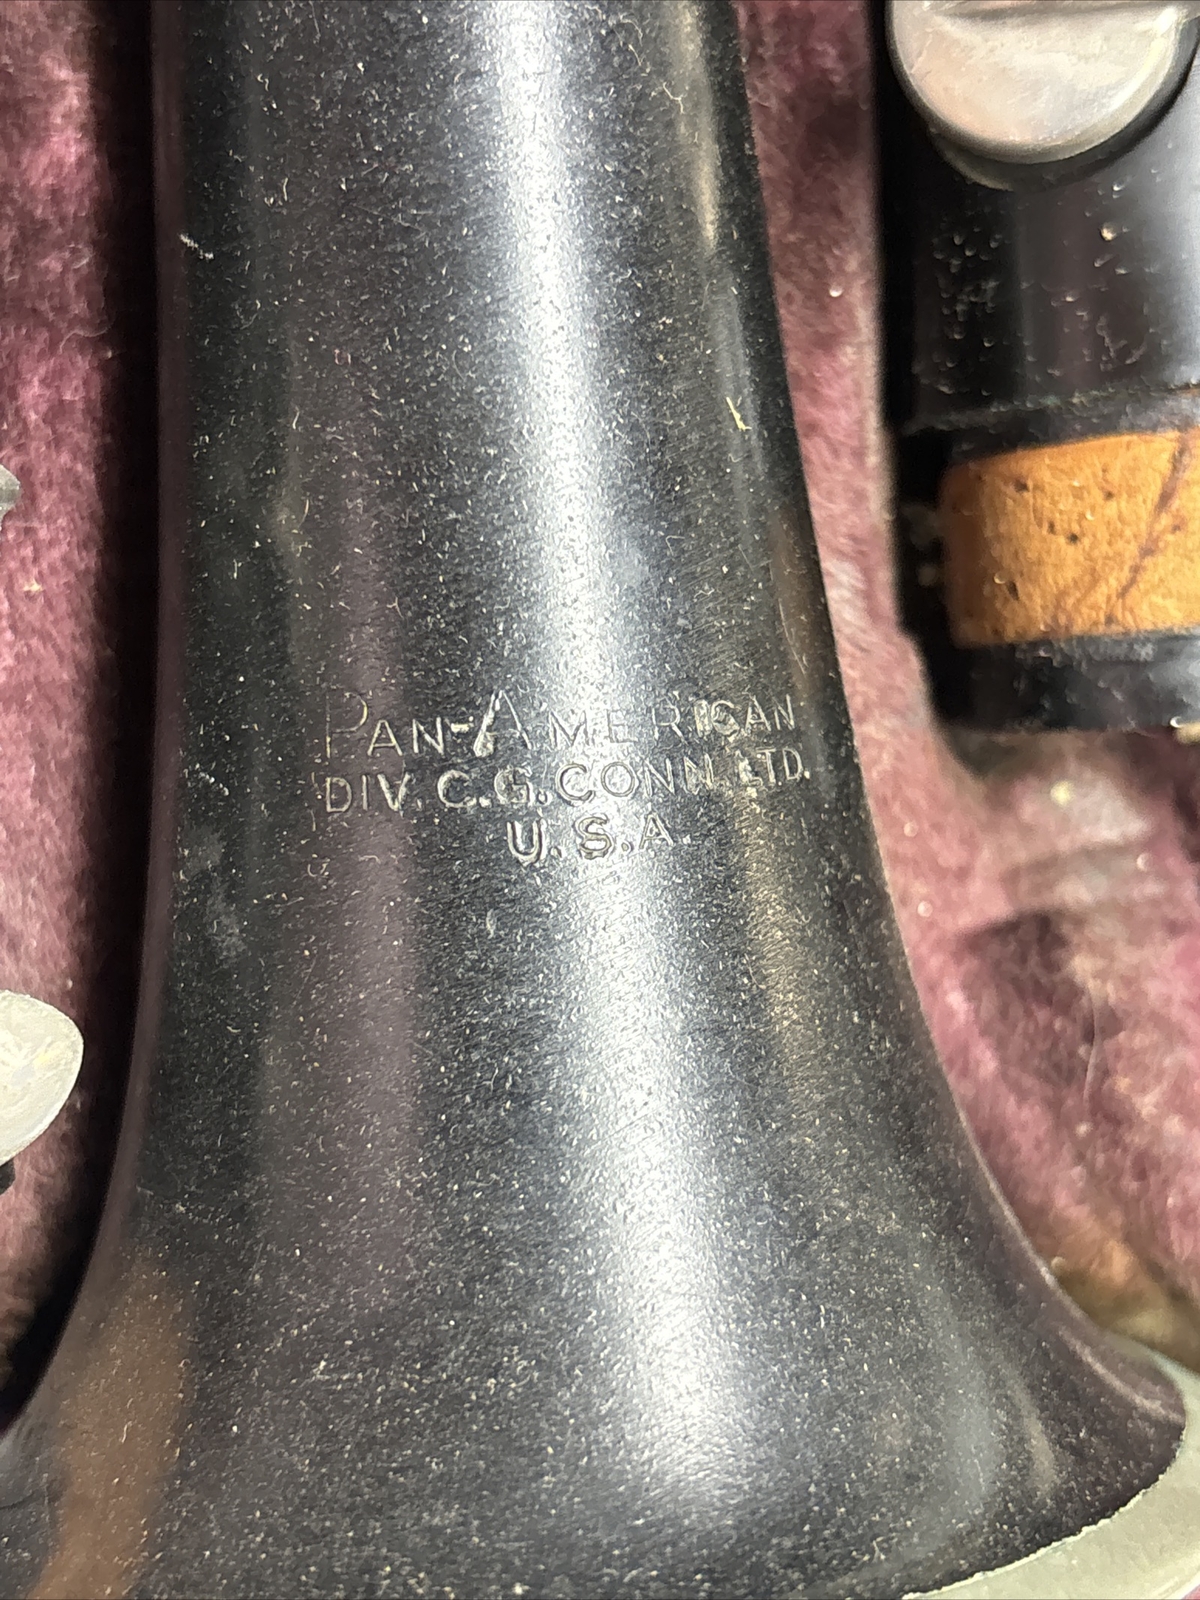 PAN-AMERICAN
DIV. C.G. CONN. LTD.
U.S.A.